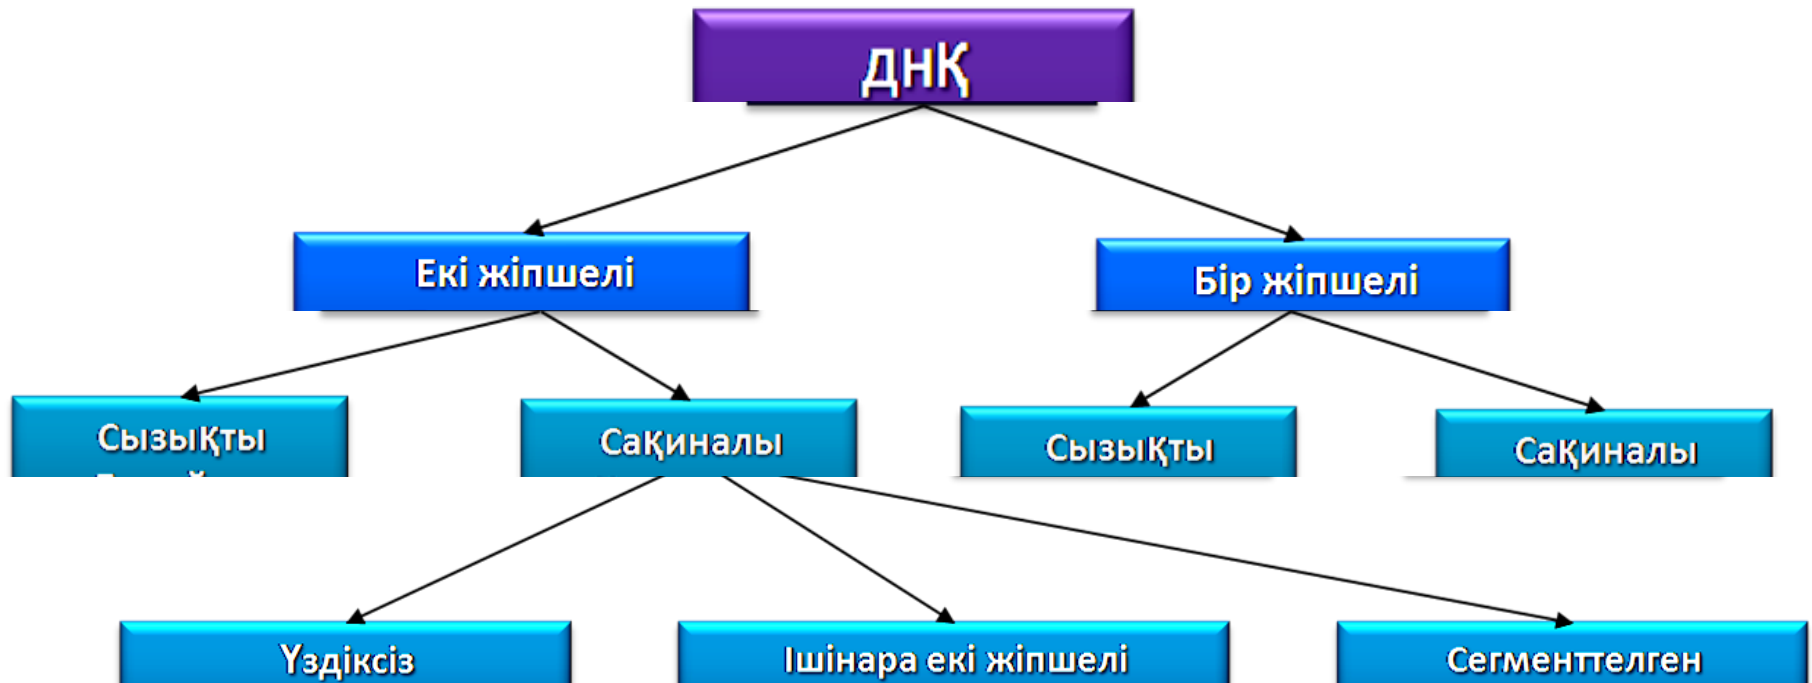 ДНҚ
Екі жіпшелі
Бір жіпшелі
Сызықты
Сақиналы
Сызықты
Сақиналы
Үздіксіз
Ішінара екі жіпшелі
Сегменттелген